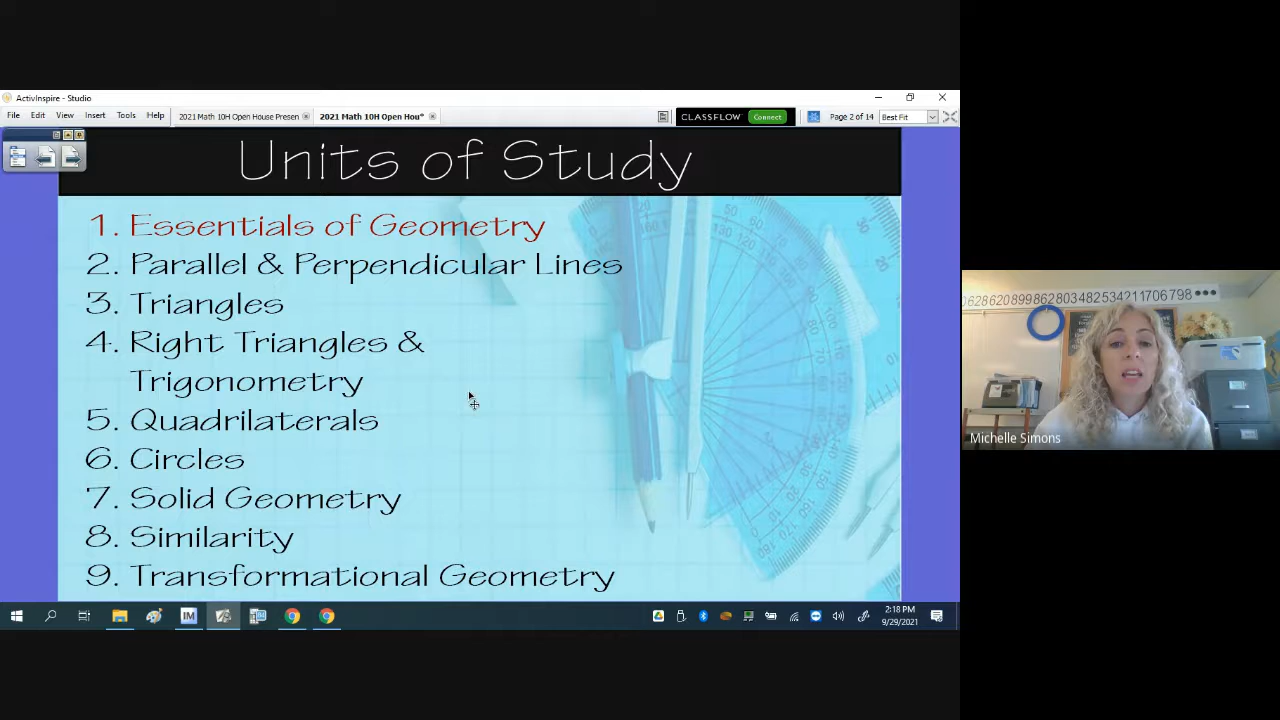 ActivInspire - Studio
File Edit View Insert Tools Help
2021 Math 10H Open House Presen
2021 Math 10H Open Hou*
CLASSFLOW Connect
Page 2 of 14
Best Fit
Units of Study
1. Essentials of Geometry
2. Parallel & Perpendicular Lines
3. Triangles
4. Right Triangles &
Trigonometry
5. Quadrilaterals
6. Circles
7. Solid Geometry
8. Similarity
9. Transformational Geometry
Michelle Simons
IM
2:18 PM
9/29/2021